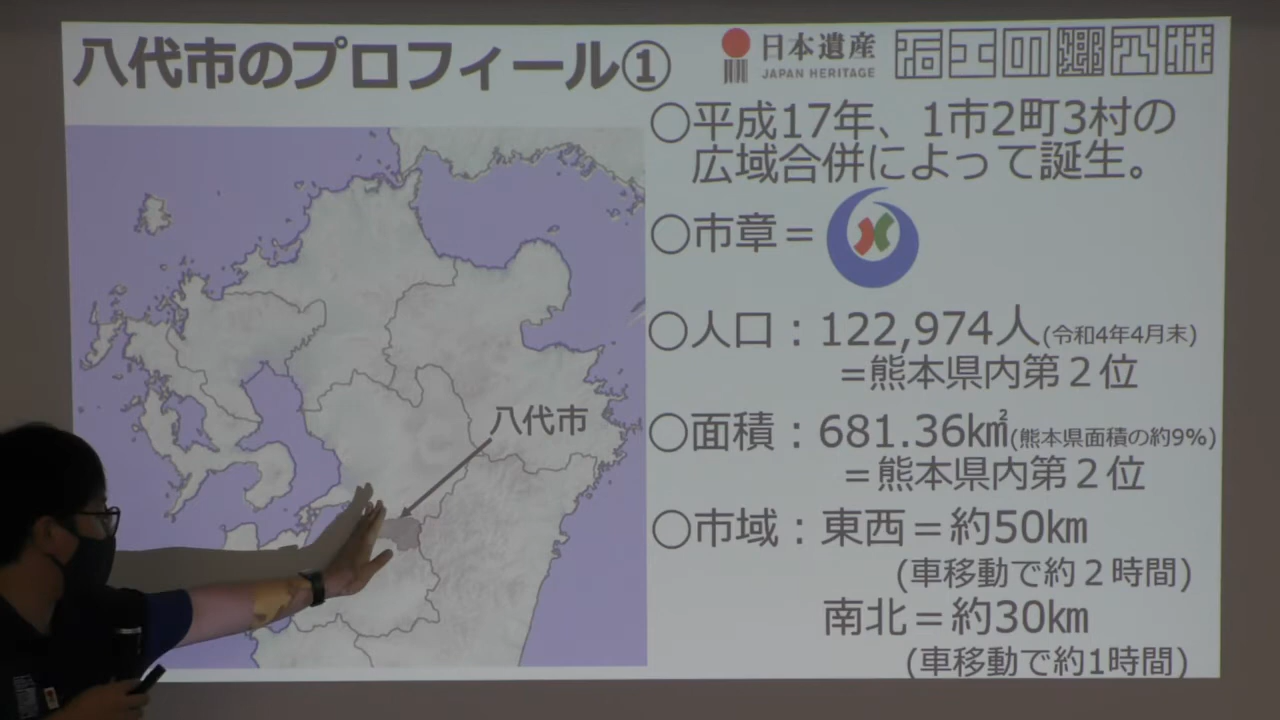 八代市のプロフィール①
日本遺産
JAPAN HERITAGE
石工の郷八代
○平成17年、1市2町3村の
広域合併によって誕生。
○市章＝
○人口：122,974人(令和4年4月末)
＝熊本県内第２位
八代市
○面積：681.36㎢(熊本県面積の約9%)
＝熊本県内第２位
○市域：東西＝約50㎞
(車移動で約２時間)
南北＝約30㎞
(車移動で約1時間)